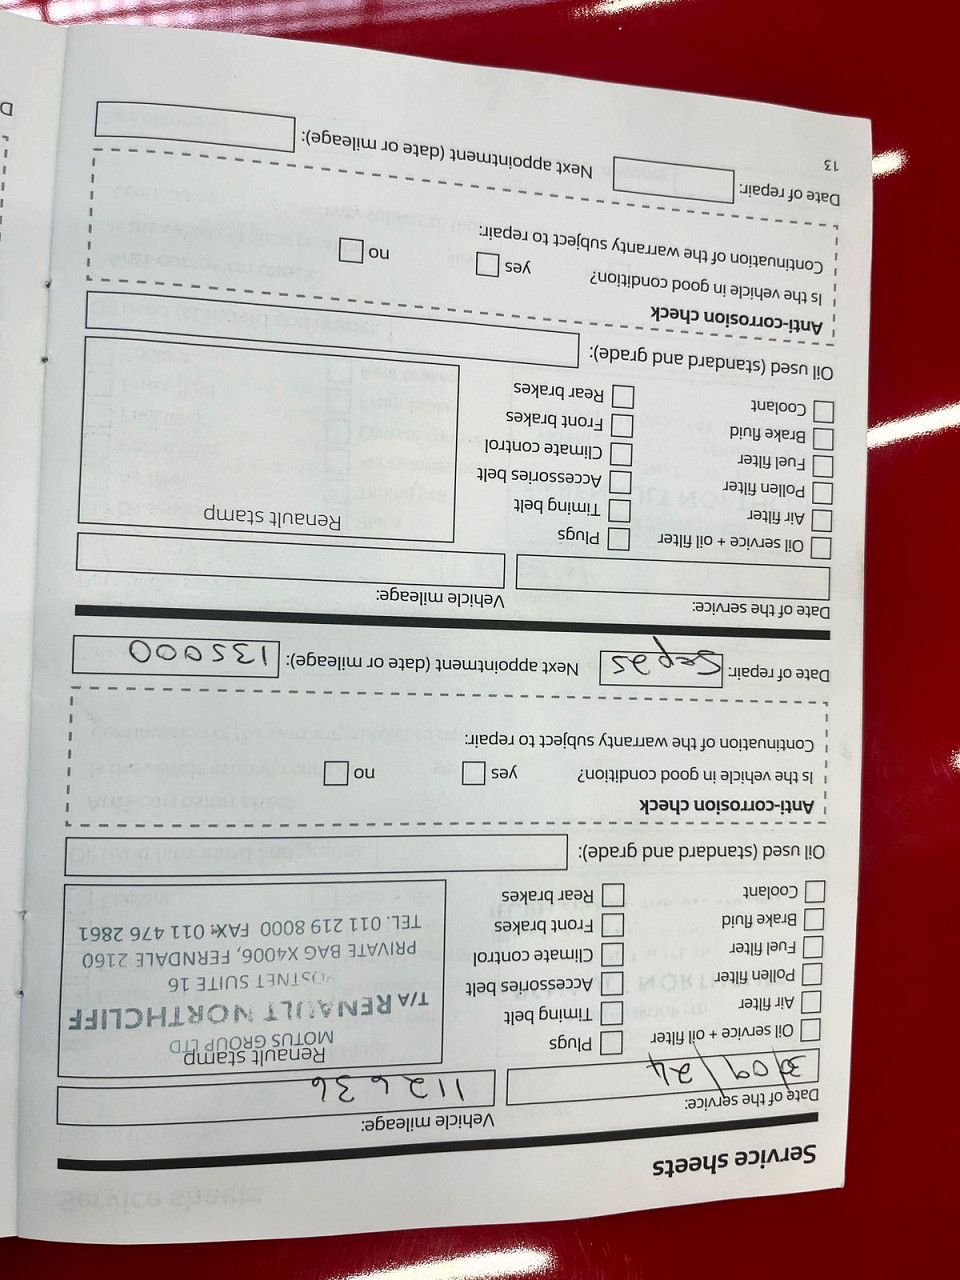 Service sheets
Date of the service: Vehicle mileage:
30/09/24 112636
Oil service + oil filter Plugs Renault stamp
Air filter Timing belt MOTUS GROUP LTD
Pollen filter Accessories belt T/A RENAULT NORTHCLIFF
Fuel filter Climate control POSTNET SUITE 16
Brake fluid Front brakes PRIVATE BAG X4006, FERNDALE 2160
Coolant Rear brakes TEL. 011 219 8000 FAX: 011 476 2861
Oil used (standard and grade):
Anti-corrosion check
Is the vehicle in good condition? yes no
Continuation of the warranty subject to repair:
Date of repair: Sep 25 Next appointment (date or mileage): 135000
Date of the service: Vehicle mileage:
Oil service + oil filter Plugs Renault stamp
Air filter Timing belt
Pollen filter Accessories belt
Fuel filter Climate control
Brake fluid Front brakes
Coolant Rear brakes
Oil used (standard and grade):
Anti-corrosion check
Is the vehicle in good condition? yes no
Continuation of the warranty subject to repair:
Date of repair: Next appointment (date or mileage):
13